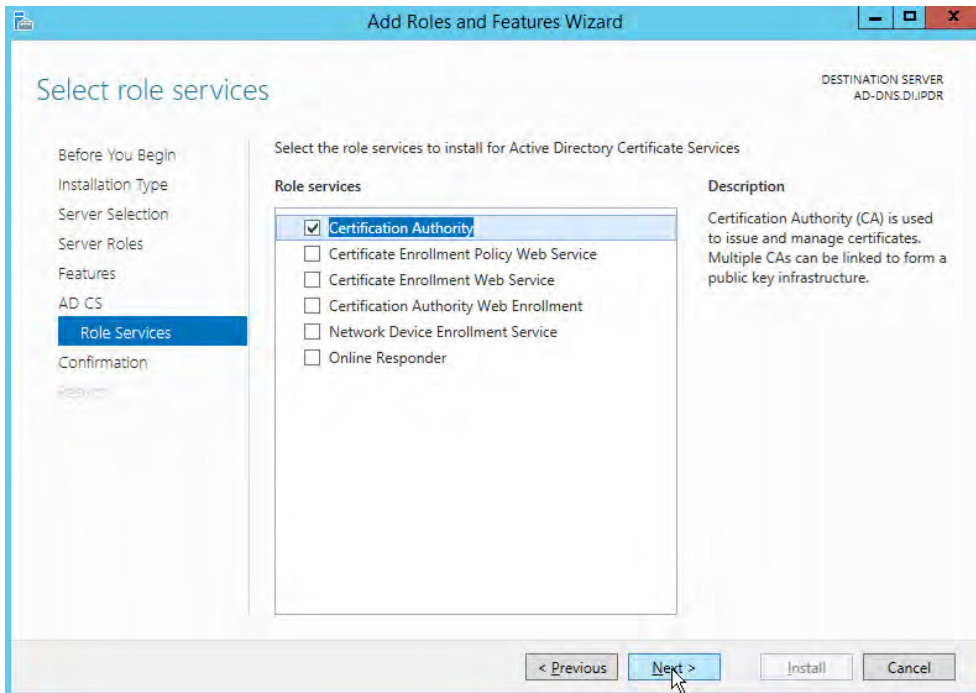 Add Roles and Features Wizard
Select role services
DESTINATION SERVER
AD-DNS.DI.IPDR
Before You Begin
Installation Type
Server Selection
Server Roles
Features
AD CS
Role Services
Confirmation
Results
Select the role services to install for Active Directory Certificate Services
Role services
Certification Authority
Certificate Enrollment Policy Web Service
Certificate Enrollment Web Service
Certification Authority Web Enrollment
Network Device Enrollment Service
Online Responder
Description
Certification Authority (CA) is used
to issue and manage certificates.
Multiple CAs can be linked to form a
public key infrastructure.
< Previous
Next >
Install
Cancel